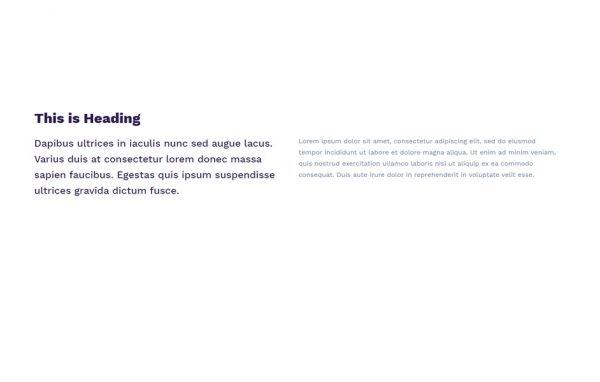 This is Heading
Dapibus ultrices in iaculis nunc sed augue lacus.
Varius duis at consectetur lorem donec massa
sapien faucibus. Egestas quis ipsum suspendisse
ultrices gravida dictum fusce.
Lorem ipsum dolor sit amet, consectetur adipiscing elit, sed do eiusmod
tempor incididunt ut labore et dolore magna aliqua. Ut enim ad minim veniam,
quis nostrud exercitation ullamco laboris nisi ut aliquip ex ea commodo
consequat. Duis aute irure dolor in reprehenderit in voluptate velit esse.